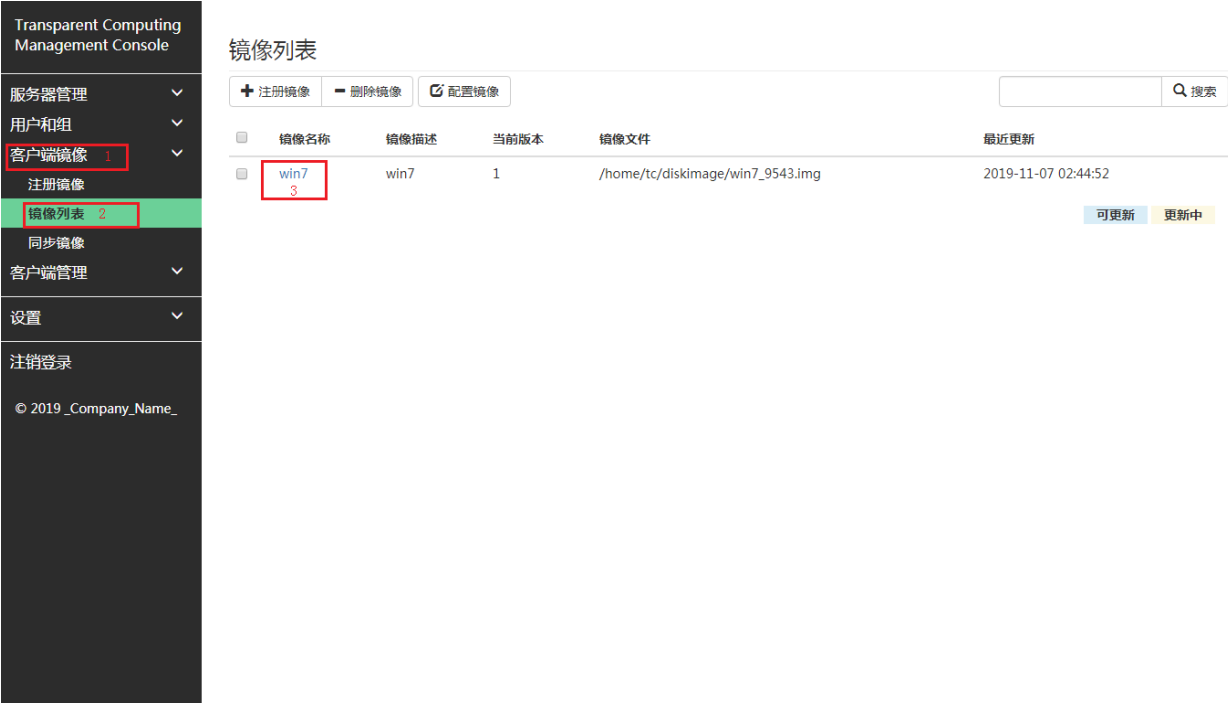 Transparent Computing
Management Console
服务器管理
用户和组
客户端镜像 1
注册镜像
镜像列表 2
同步镜像
客户端管理
设置
注销登录
© 2019 _Company_Name_
镜像列表
注册镜像 删除镜像 配置镜像 搜索
镜像名称 镜像描述 当前版本 镜像文件 最近更新
win7 win7 1 /home/tc/diskimage/win7_9543.img 2019-11-07 02:44:52
3
可更新 更新中